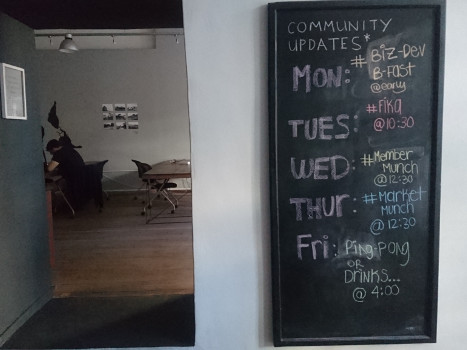 COMMUNITY
UPDATES*
MON: #BIZ-DEV
B-FAST
@early
TUES: #FIKA
@10:30
WED: #Member
Munch
@12:30
THUR: #Market
Munch
@ 12:30
Fri: Ping-Pong
OR
DRINKS...
@ 4:00